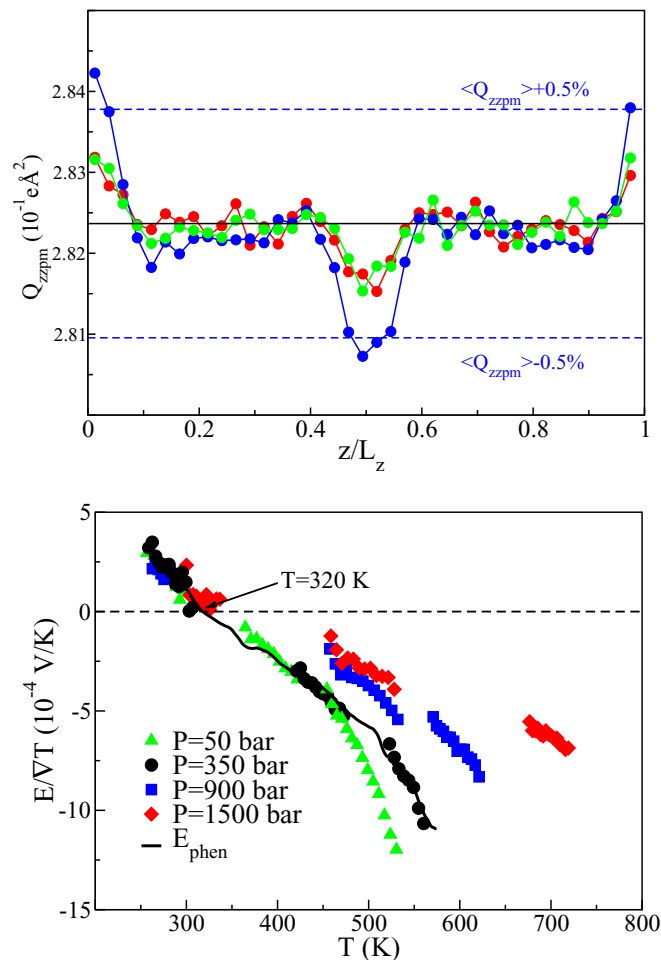 2.84
2.83
2.82
2.81
Q_zzpm (10^-1 eÅ^2)
<Q_zzpm>+0.5%
<Q_zzpm>-0.5%
0 0.2 0.4 0.6 0.8 1
z/L_z
5
0
-5
-10
-15
E/∇T (10^-4 V/K)
T=320 K
P=50 bar
P=350 bar
P=900 bar
P=1500 bar
E_phen
300 400 500 600 700 800
T (K)